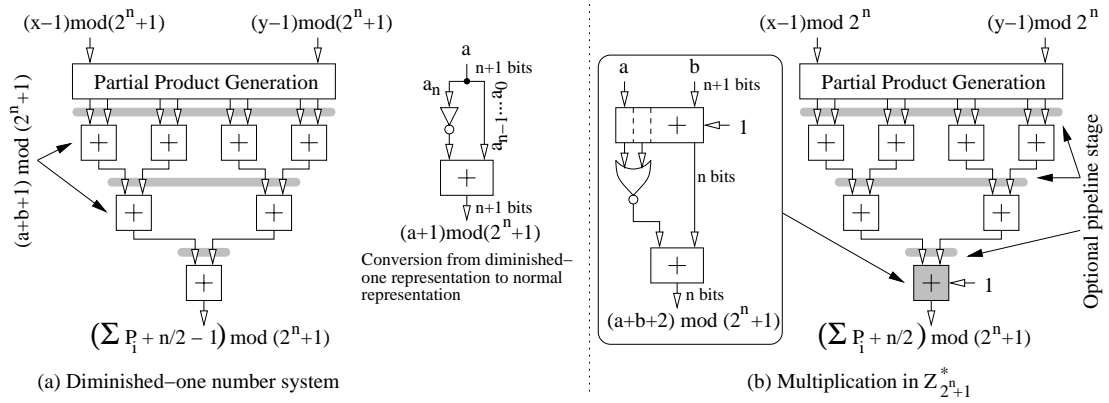 (x−1)mod(2^n+1)
(y−1)mod(2^n+1)
Partial Product Generation
+ + + +
(a+b+1) mod (2^n+1)
+ +
+
(∑ P_i + n/2 − 1) mod (2^n+1)
a
n+1 bits
a_n
a_{n−1}...a_0
+
n+1 bits
(a+1)mod(2^n+1)
Conversion from diminished−
one representation to normal
representation
(a) Diminished−one number system
a
b
n+1 bits
+
1
n bits
+
n bits
(a+b+2) mod (2^n+1)
(x−1)mod 2^n
(y−1)mod 2^n
Partial Product Generation
+ + + +
+ +
+
1
Optional pipeline stage
(∑ P_i + n/2) mod (2^n+1)
(b) Multiplication in Z^*_{2^n+1}